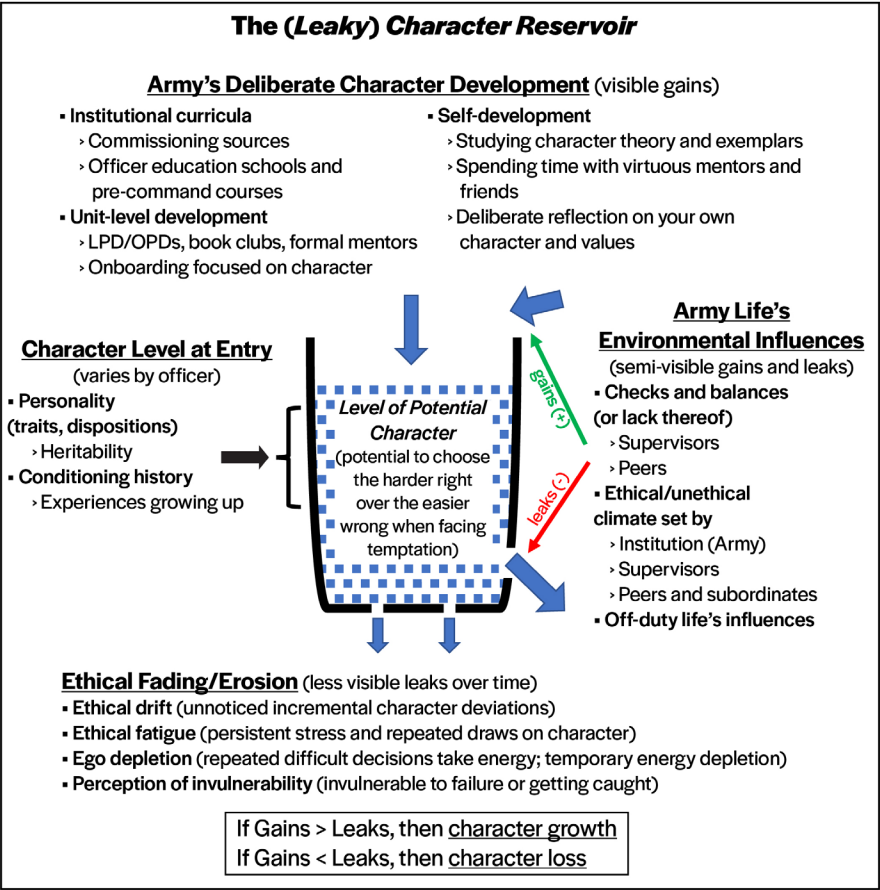 The (Leaky) Character Reservoir
Army's Deliberate Character Development (visible gains)
▪ Institutional curricula
› Commissioning sources
› Officer education schools and
pre-command courses
▪ Unit-level development
› LPD/OPDs, book clubs, formal mentors
› Onboarding focused on character
▪ Self-development
› Studying character theory and exemplars
› Spending time with virtuous mentors and
friends
› Deliberate reflection on your own
character and values
Character Level at Entry
(varies by officer)
▪ Personality
(traits, dispositions)
› Heritability
▪ Conditioning history
› Experiences growing up
Level of Potential
Character
(potential to choose
the harder right
over the easier
wrong when facing
temptation)
gains (+)
leaks (-)
Army Life's
Environmental Influences
(semi-visible gains and leaks)
▪ Checks and balances
(or lack thereof)
› Supervisors
› Peers
▪ Ethical/unethical
climate set by
› Institution (Army)
› Supervisors
› Peers and subordinates
▪ Off-duty life's influences
Ethical Fading/Erosion (less visible leaks over time)
▪ Ethical drift (unnoticed incremental character deviations)
▪ Ethical fatigue (persistent stress and repeated draws on character)
▪ Ego depletion (repeated difficult decisions take energy; temporary energy depletion)
▪ Perception of invulnerability (invulnerable to failure or getting caught)
If Gains > Leaks, then character growth
If Gains < Leaks, then character loss